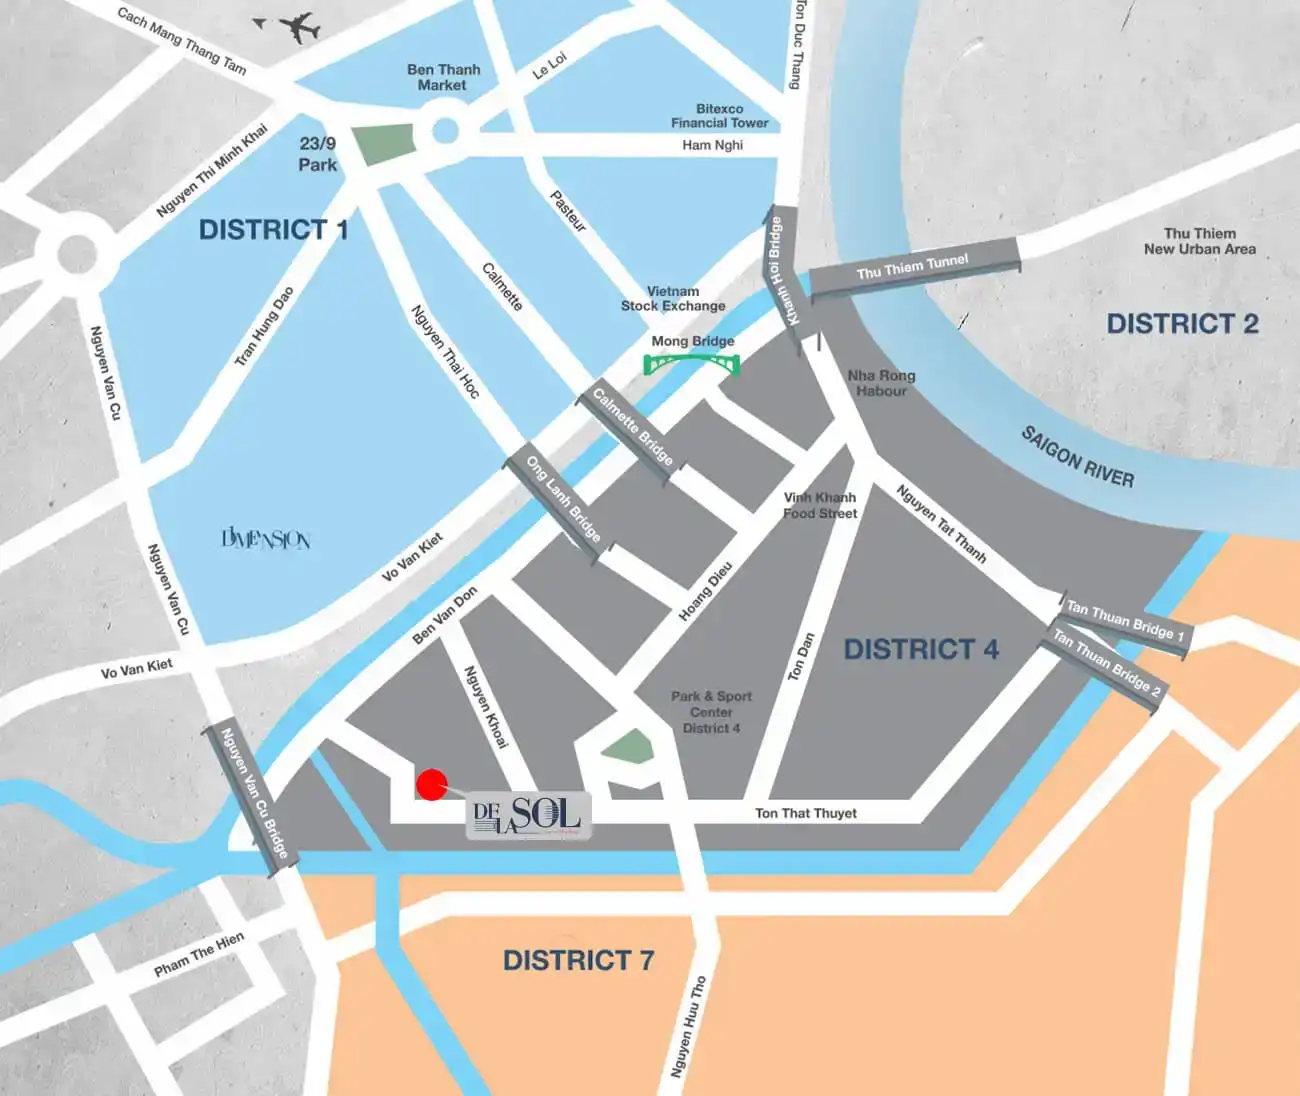 Cach Mang Thang Tam
Ton Duc Thang
Le Loi
Ben Thanh
Market
Bitexco
Financial Tower
Ham Nghi
23/9
Park
Nguyen Thi Minh Khai
DISTRICT 1
Pasteur
Khanh Hoi Bridge
Thu Thiem Tunnel
Thu Thiem
New Urban Area
Calmette
Vietnam
Stock Exchange
Tran Hung Dao
Nguyen Thai Hoc
DISTRICT 2
Mong Bridge
Nguyen Van Cu
Nha Rong
Habour
Calmette Bridge
SAIGON RIVER
Ong Lanh Bridge
Vinh Khanh
Food Street
Nguyen Tat Thanh
DIMENSION
Vo Van Kiet
Nguyen Van Cu
Hoang Dieu
Ben Van Don
Tan Thuan Bridge 1
Tan Thuan Bridge 2
Ton Dan
DISTRICT 4
Vo Van Kiet
Nguyen Khoai
Park & Sport
Center
District 4
Nguyen Van Cu Bridge
DE
LA
SOL
Ton That Thuyet
Pham The Hien
DISTRICT 7
Nguyen Huu Tho